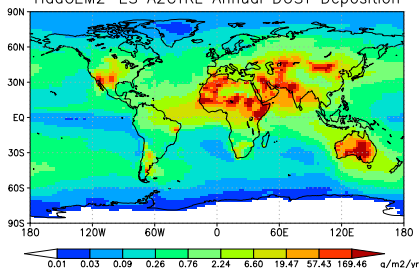 Annual DUST Deposition
90N
60N
30N
EQ
30S
60S
90S
180 120W 60W 0 60E 120E 180
0.01 0.03 0.09 0.26 0.76 2.24 6.60 19.47 57.43 169.46 g/m2/yr